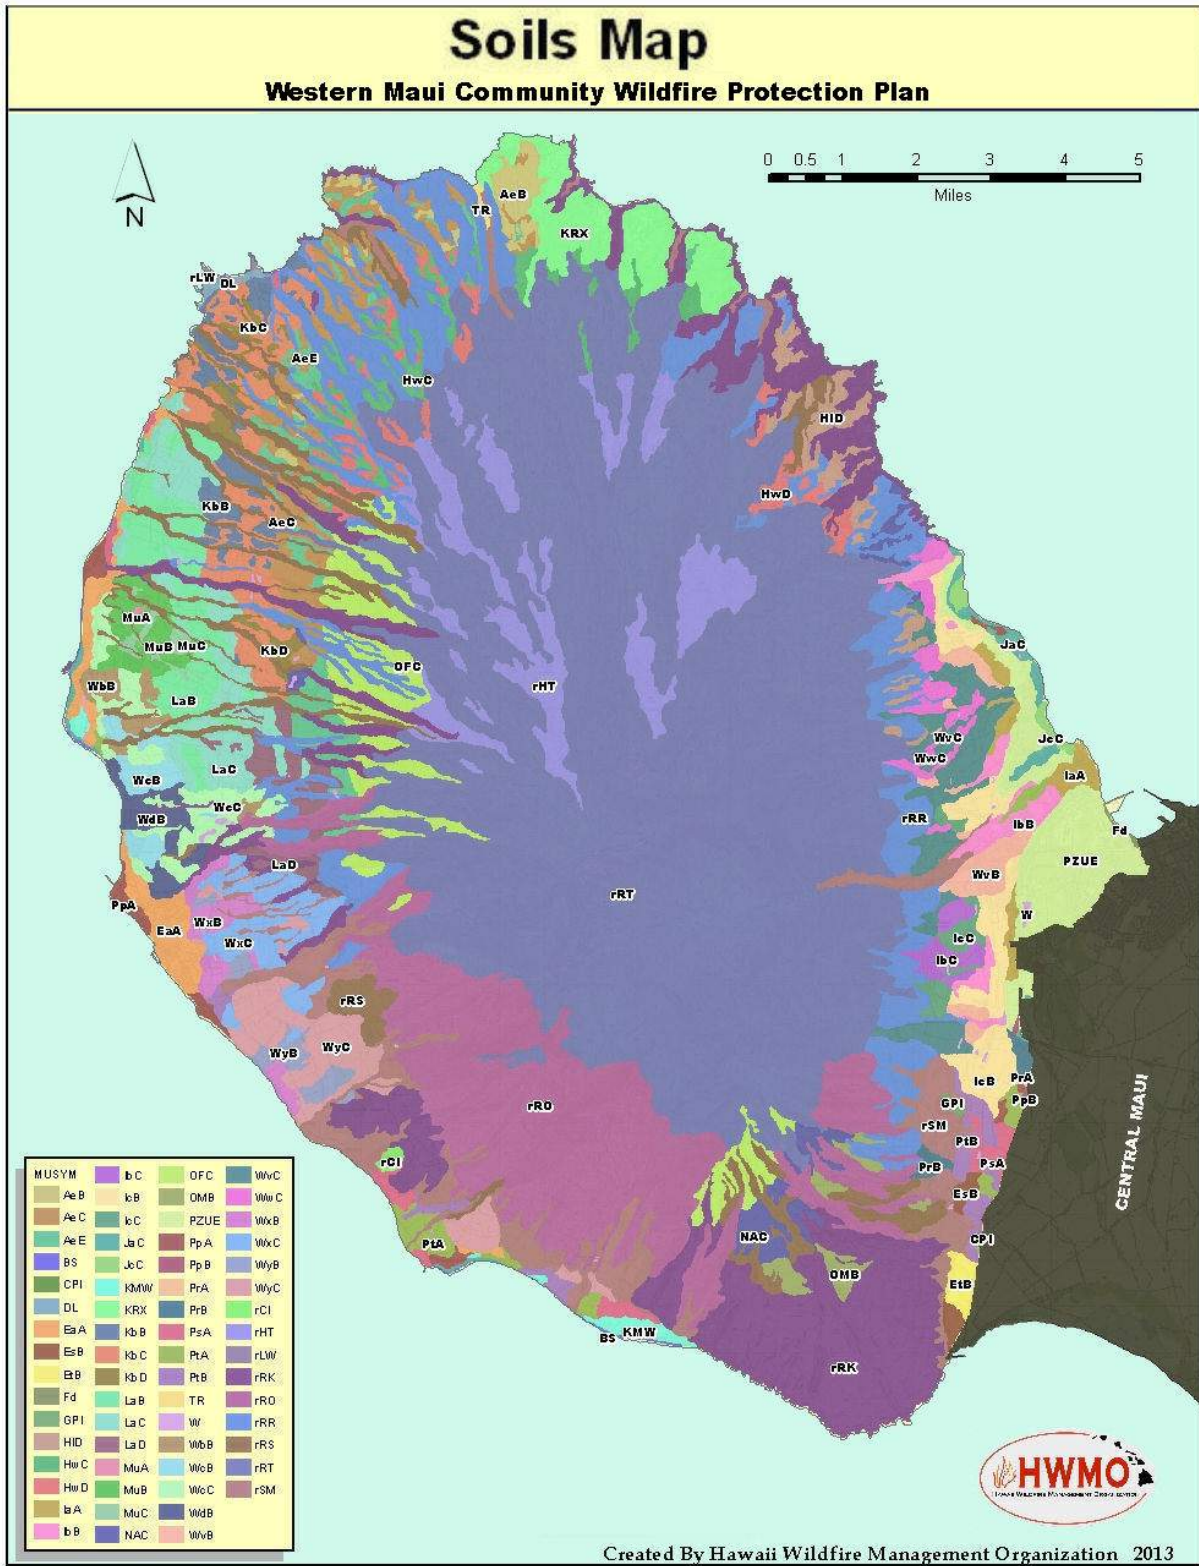 Soils Map
Western Maui Community Wildfire Protection Plan
N
0 0.5 1 2 3 4 5
Miles
AeB
TR
KRX
rLW
DL
KbC
AeE
HwC
HID
HwD
KbB
AeC
MuA
MuB MuC
KbD
JaC
OFC
WbB
rHT
LaB
WvC
JcC
WwC
LaC
WcB
IaA
WcC
WdB
rRR
IbB
Fd
PZUE
LaD
WvB
rRT
PpA
WxB
W
EaA
WxC
IcC
IbC
rRS
WyB
WyC
IcB
PrA
GPI
PpB
rRO
rSM
PtB
rCI
PrB
PsA
EsB
NAC
CPI
PtA
OMB
EtB
BS
KMW
rRK
CENTRAL MAUI
MUSYM
AeB
AeC
AeE
BS
CPI
DL
EaA
EsB
EtB
Fd
GPI
HID
HwC
HwD
IaA
IbB
IbC
IcB
IcC
JaC
JcC
KMW
KRX
KbB
KbC
KbD
LaB
LaC
LaD
MuA
MuB
MuC
NAC
OFC
OMB
PZUE
PpA
PpB
PrA
PrB
PsA
PtA
PtB
TR
W
WbB
WcB
WcC
WdB
WvB
WvC
WwC
WxB
WxC
WyB
WyC
rCI
rHT
rLW
rRK
rRO
rRR
rRS
rRT
rSM
HWMO
HAWAII WILDFIRE MANAGEMENT ORGANIZATION
Created By Hawaii Wildfire Management Organization 2013